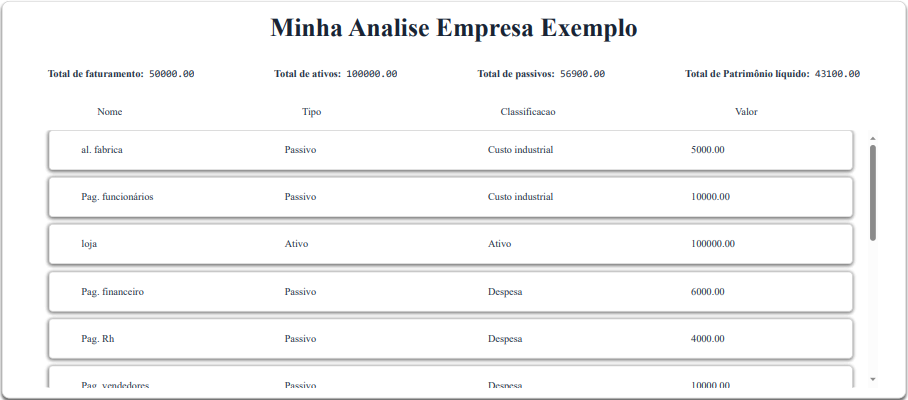 Minha Analise Empresa Exemplo
Total de faturamento: 50000.00 Total de ativos: 100000.00 Total de passivos: 56900.00 Total de Patrimônio líquido: 43100.00
Nome Tipo Classificacao Valor
al. fabrica Passivo Custo industrial 5000.00
Pag. funcionários Passivo Custo industrial 10000.00
loja Ativo Ativo 100000.00
Pag. financeiro Passivo Despesa 6000.00
Pag. Rh Passivo Despesa 4000.00
Pag. vendedores Passivo Despesa 10000.00